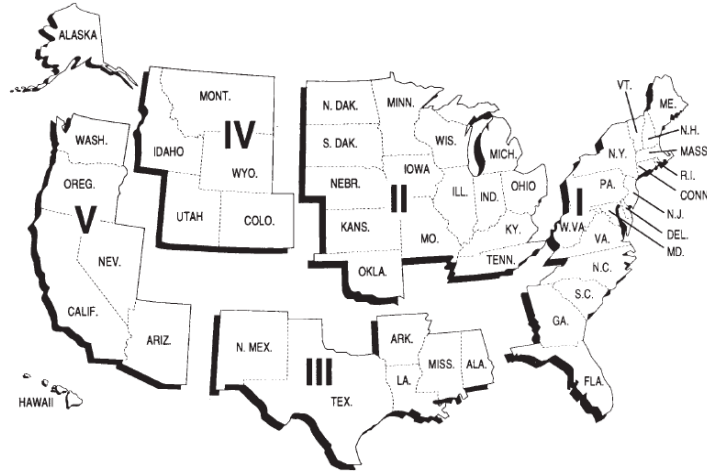 ALASKA
WASH.
OREG.
V
NEV.
CALIF.
ARIZ.
HAWAII
MONT.
IV
IDAHO
WYO.
UTAH
COLO.
N. DAK.
MINN.
S. DAK.
WIS.
MICH.
NEBR.
IOWA
II
ILL.
IND.
OHIO
KANS.
MO.
KY.
OKLA.
TENN.
N. MEX.
III
TEX.
ARK.
LA.
MISS.
ALA.
VT.
ME.
N.H.
MASS
N.Y.
R.I.
CONN
PA.
I
N.J.
DEL.
MD.
W.VA.
VA.
N.C.
S.C.
GA.
FLA.